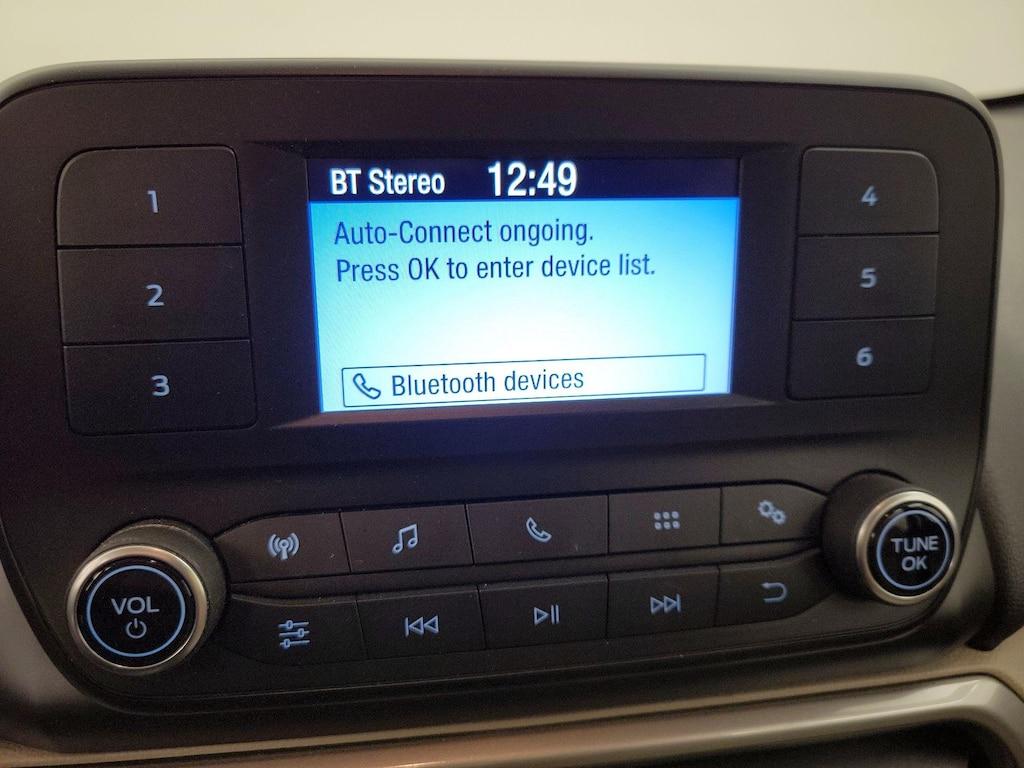 BT Stereo 12:49
Auto-Connect ongoing.
Press OK to enter device list.
Bluetooth devices
1
2
3
4
5
6
VOL
TUNE
OK